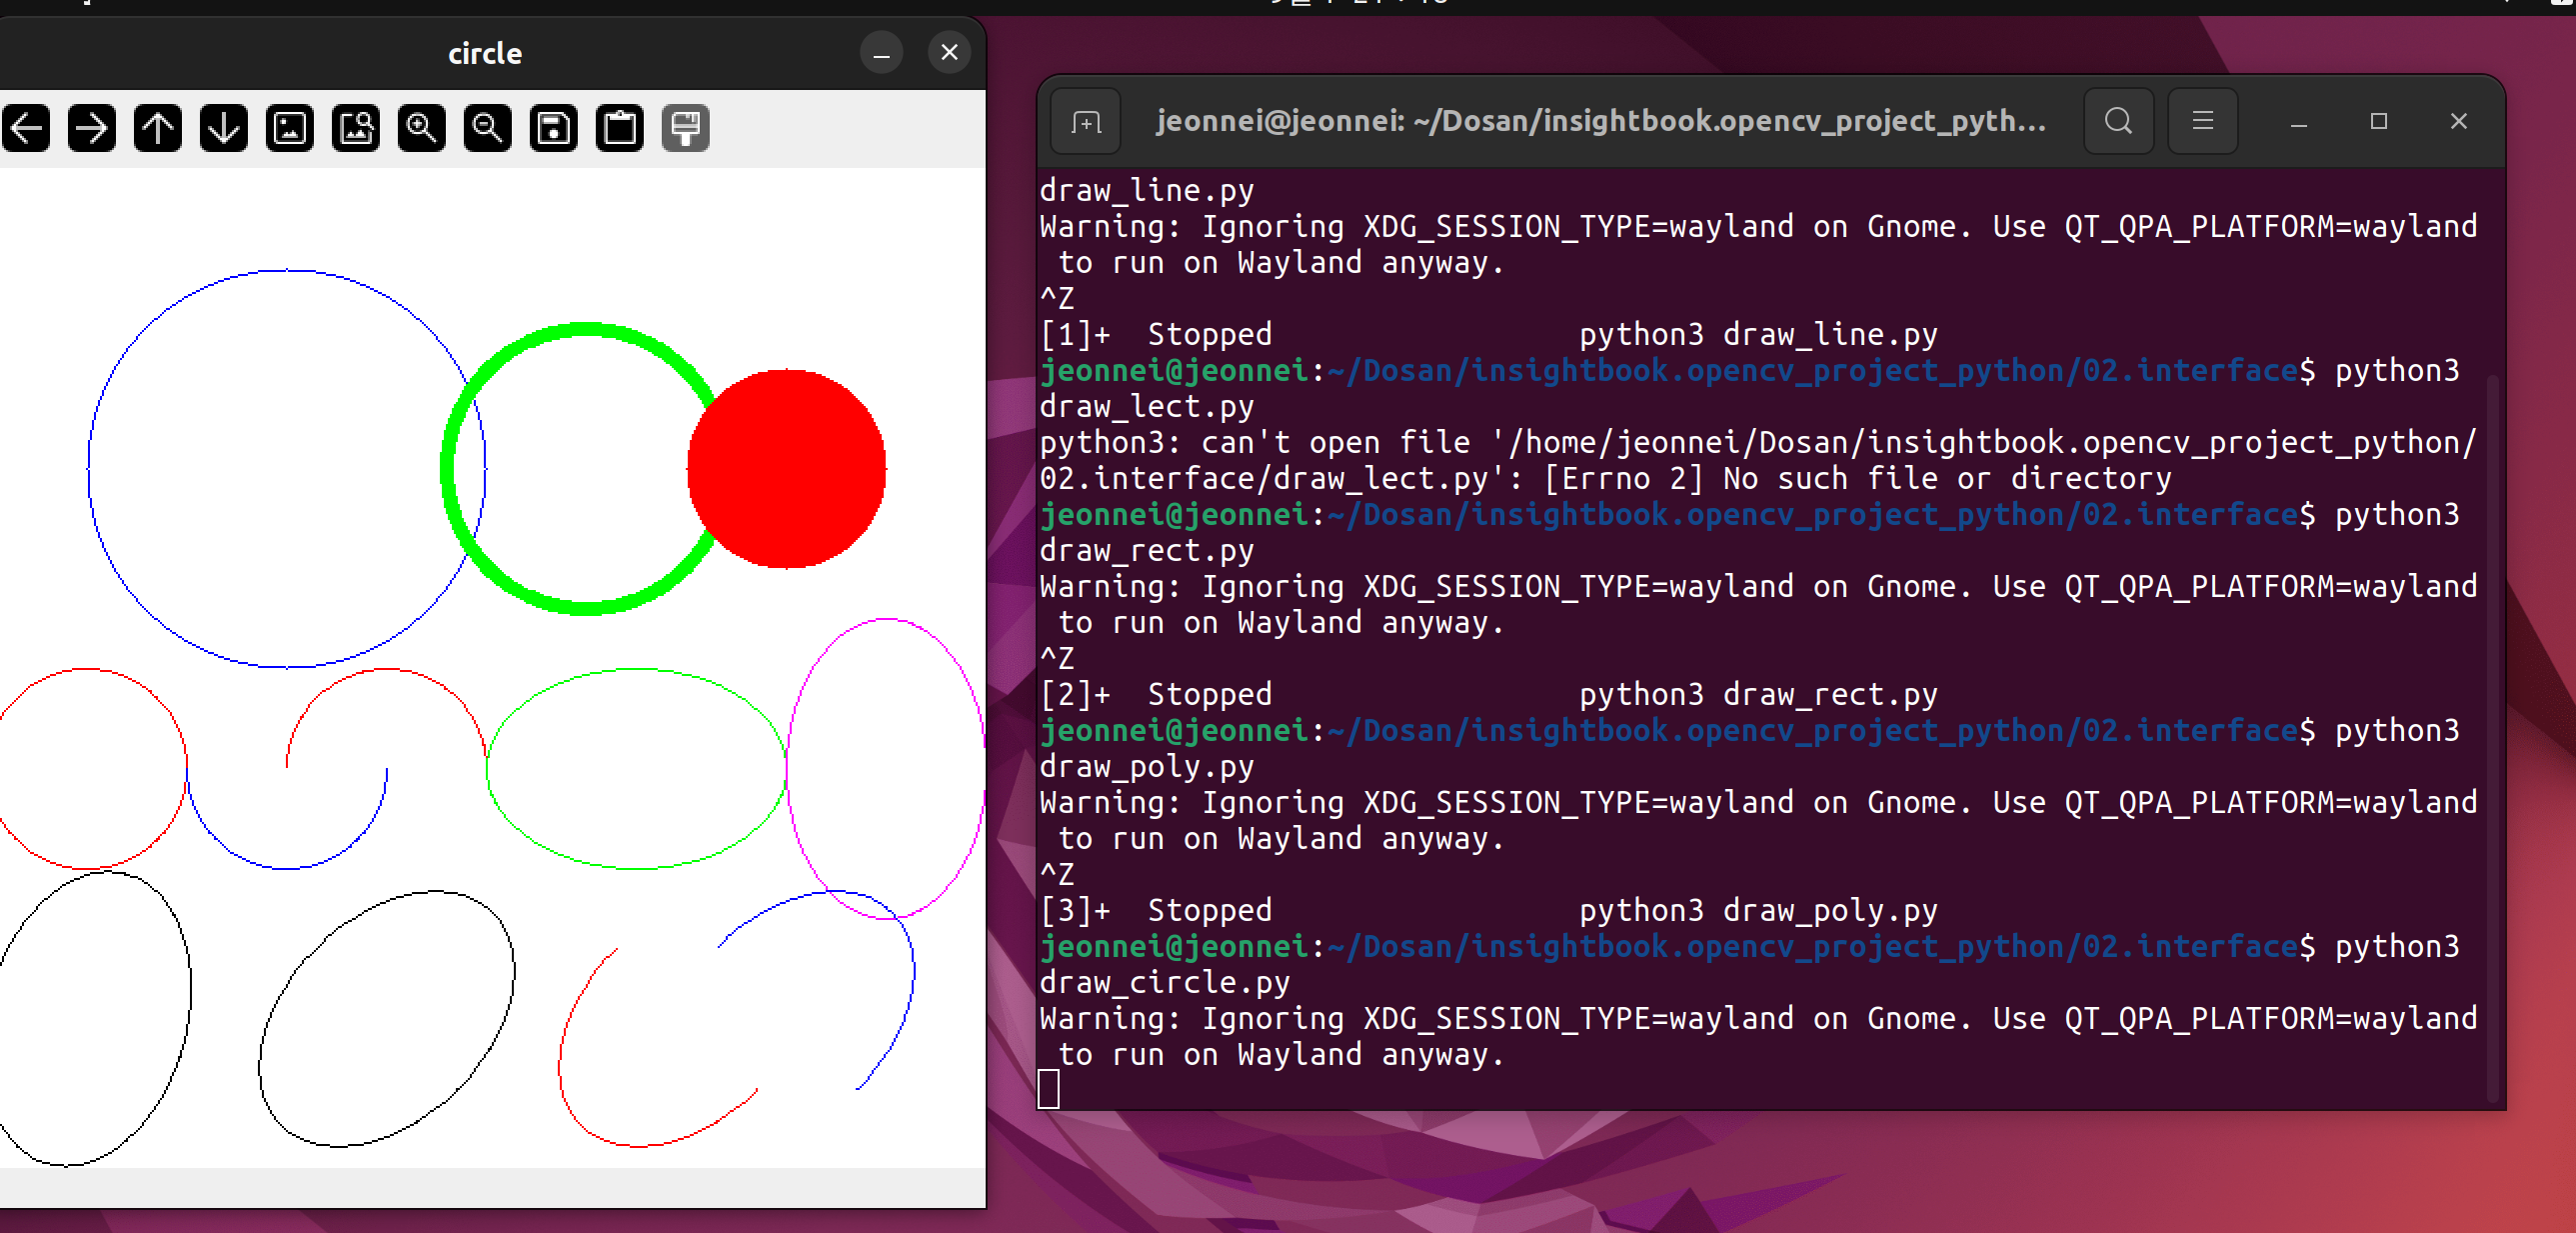 circle
jeonnei@jeonnei: ~/Dosan/insightbook.opencv_project_pyth...
draw_line.py
Warning: Ignoring XDG_SESSION_TYPE=wayland on Gnome. Use QT_QPA_PLATFORM=wayland
 to run on Wayland anyway.
^Z
[1]+  Stopped                 python3 draw_line.py
jeonnei@jeonnei:~/Dosan/insightbook.opencv_project_python/02.interface$ python3
draw_lect.py
python3: can't open file '/home/jeonnei/Dosan/insightbook.opencv_project_python/
02.interface/draw_lect.py': [Errno 2] No such file or directory
jeonnei@jeonnei:~/Dosan/insightbook.opencv_project_python/02.interface$ python3
draw_rect.py
Warning: Ignoring XDG_SESSION_TYPE=wayland on Gnome. Use QT_QPA_PLATFORM=wayland
 to run on Wayland anyway.
^Z
[2]+  Stopped                 python3 draw_rect.py
jeonnei@jeonnei:~/Dosan/insightbook.opencv_project_python/02.interface$ python3
draw_poly.py
Warning: Ignoring XDG_SESSION_TYPE=wayland on Gnome. Use QT_QPA_PLATFORM=wayland
 to run on Wayland anyway.
^Z
[3]+  Stopped                 python3 draw_poly.py
jeonnei@jeonnei:~/Dosan/insightbook.opencv_project_python/02.interface$ python3
draw_circle.py
Warning: Ignoring XDG_SESSION_TYPE=wayland on Gnome. Use QT_QPA_PLATFORM=wayland
 to run on Wayland anyway.